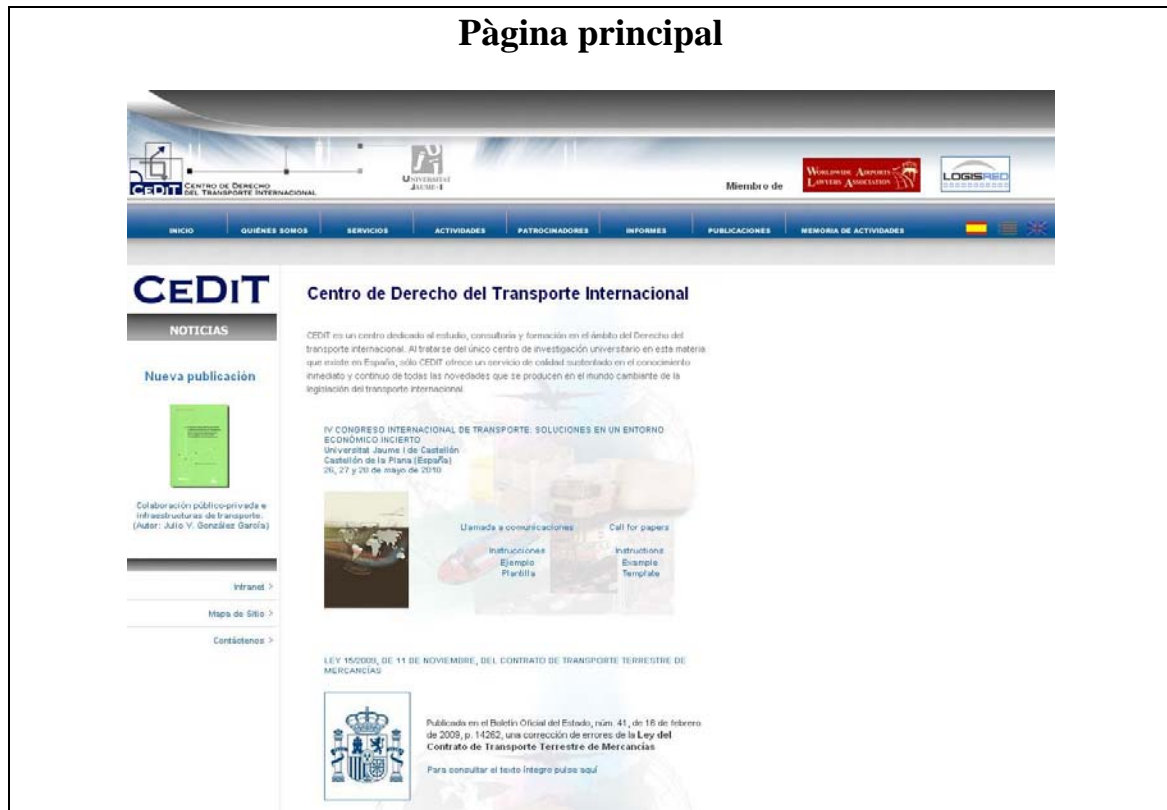 Pàgina principal
CEDIT CENTRO DE DERECHO
DEL TRANSPORTE INTERNACIONAL
UNIVERSITAT
JAUME·I
Miembro de
WORLDWIDE AIRPORTS
LAWYERS ASSOCIATION
LOGISRED
INICIO QUIÉNES SOMOS SERVICIOS ACTIVIDADES PATROCINADORES INFORMES PUBLICACIONES MEMORIA DE ACTIVIDADES
CEDIT
NOTICIAS
Nueva publicación
Colaboración público-privada e
infraestructuras de transporte.
(Autor: Julio V. González García)
Intranet >
Mapa de Sitio >
Contáctenos >
Centro de Derecho del Transporte Internacional
CEDIT es un centro dedicado al estudio, consultoría y formación en el ámbito del Derecho del
transporte internacional. Al tratarse del único centro de investigación universitario en esta materia
que existe en España, sólo CEDIT ofrece un servicio de calidad sustentado en el conocimiento
inmediato y continuo de todas las novedades que se producen en el mundo cambiante de la
legislación del transporte internacional.
IV CONGRESO INTERNACIONAL DE TRANSPORTE: SOLUCIONES EN UN ENTORNO
ECONÓMICO INCIERTO
Universitat Jaume I de Castellón
Castellón de la Plana (España)
26, 27 y 28 de mayo de 2010
Llamada a comunicaciones Call for papers
Instrucciones Instructions
Ejemplo Example
Plantilla Template
LEY 15/2009, DE 11 DE NOVIEMBRE, DEL CONTRATO DE TRANSPORTE TERRESTRE DE
MERCANCÍAS
Publicada en el Boletín Oficial del Estado, núm. 41, de 16 de febrero
de 2009, p. 14262, una corrección de errores de la Ley del
Contrato de Transporte Terrestre de Mercancías
Para consultar el texto íntegro pulse aquí